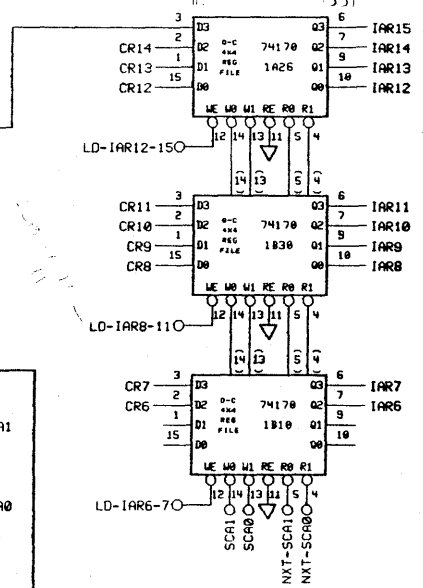 3 D3 Q3 6 IAR15
CR14 2 D2 O-C 74170 Q2 7 IAR14
CR13 1 D1 4X4 REG 1A26 Q1 9 IAR13
CR12 15 D0 FILE Q0 10 IAR12
WE W0 W1 RE R0 R1
12 14 13 11 5 4
LD-IAR12-15
(14 (13 (5 (4
CR11 3 D3 Q3 6 IAR11
CR10 2 D2 O-C 74170 Q2 7 IAR10
CR9 1 D1 4X4 REG 1B30 Q1 9 IAR9
CR8 15 D0 FILE Q0 10 IAR8
WE W0 W1 RE R0 R1
12 14 13 11 5 4
LD-IAR8-11
(14 (13 (5 (4
CR7 3 D3 Q3 6 IAR7
CR6 2 D2 O-C 74170 Q2 7 IAR6
1 D1 4X4 REG 1B10 Q1 9
15 D0 FILE Q0 10
WE W0 W1 RE R0 R1
12 14 13 11 5 4
LD-IAR6-7
SCA1 SCA0 NXT-SCA1 NXT-SCA0
A1
A0